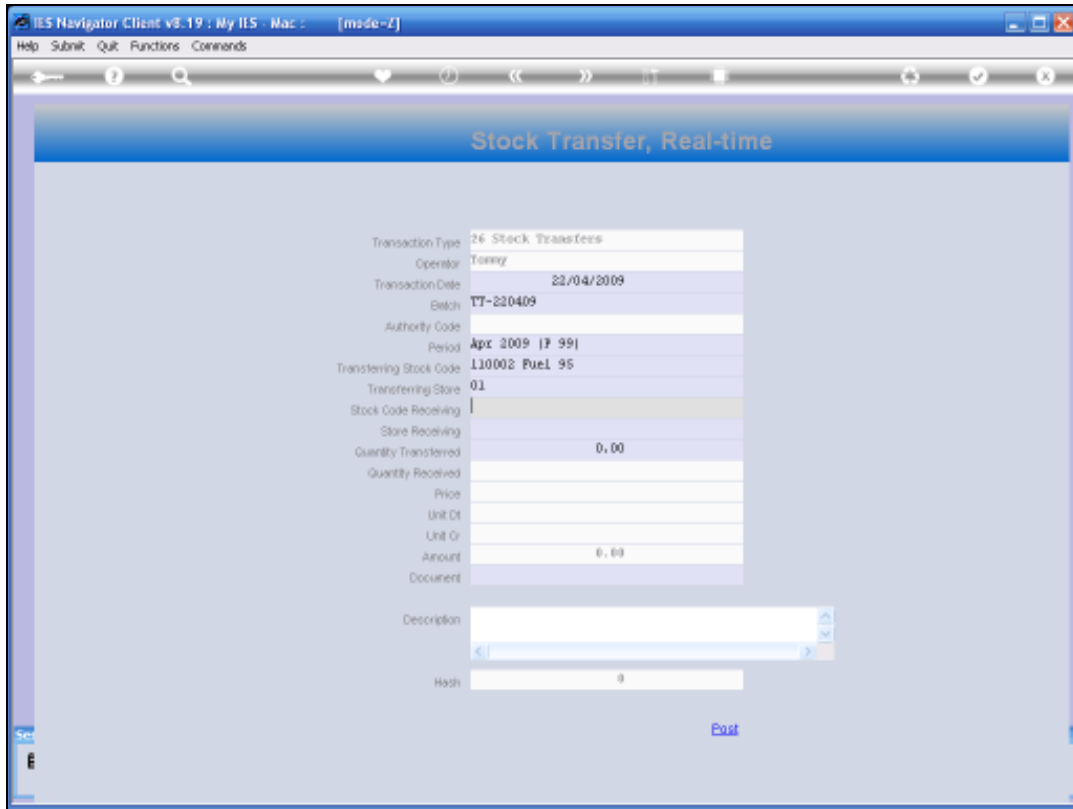 IES Navigator Client v8.19 : My IES - Mac : [mode=Z]
Help Submit Quit Functions Commands
Stock Transfer, Real-time
Transaction Type 26 Stock Transfers
Operator Tommy
Transaction Date 22/04/2009
Batch TT-220409
Authority Code
Period Apr 2009 (P 99)
Transferring Stock Code 110002 Fuel 95
Transferring Store 01
Stock Code Receiving
Store Receiving
Quantity Transferred 0.00
Quantity Received
Price
Unit Dt
Unit Cr
Amount 0.00
Document
Description
Hash 0
Post